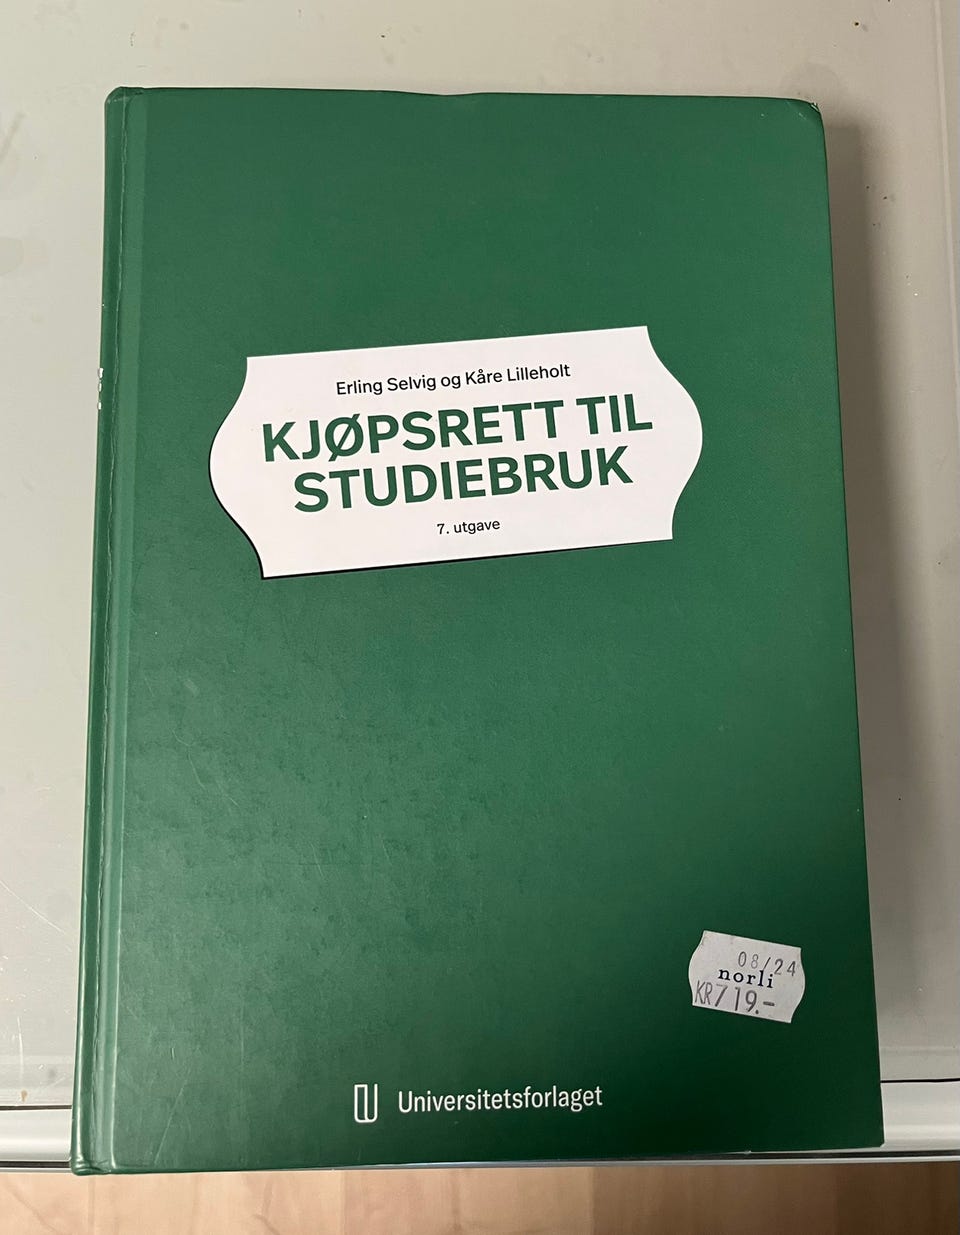 Erling Selvig og Kåre Lilleholt
KJØPSRETT TIL
STUDIEBRUK
7. utgave
08/24
norli
KR719.-
Universitetsforlaget